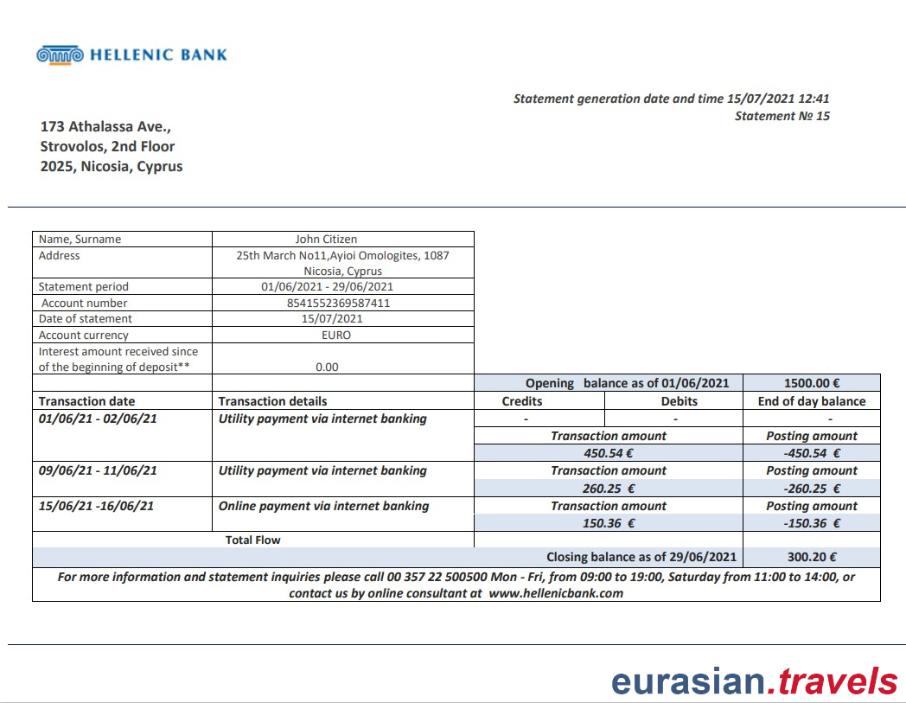 HELLENIC BANK
Statement generation date and time 15/07/2021 12:41
Statement № 15
173 Athalassa Ave.,
Strovolos, 2nd Floor
2025, Nicosia, Cyprus
Name, Surname John Citizen
Address 25th March No11,Ayioi Omologites, 1087
Nicosia, Cyprus
Statement period 01/06/2021 - 29/06/2021
Account number 8541552369587411
Date of statement 15/07/2021
Account currency EURO
Interest amount received since
of the beginning of deposit** 0.00
Opening balance as of 01/06/2021 1500.00 €
Transaction date Transaction details Credits Debits End of day balance
01/06/21 - 02/06/21 Utility payment via internet banking - - -
Transaction amount Posting amount
450.54 € -450.54 €
09/06/21 - 11/06/21 Utility payment via internet banking Transaction amount Posting amount
260.25 € -260.25 €
15/06/21 -16/06/21 Online payment via internet banking Transaction amount Posting amount
150.36 € -150.36 €
Total Flow
Closing balance as of 29/06/2021 300.20 €
For more information and statement inquiries please call 00 357 22 500500 Mon - Fri, from 09:00 to 19:00, Saturday from 11:00 to 14:00, or
contact us by online consultant at www.hellenicbank.com
eurasian.travels